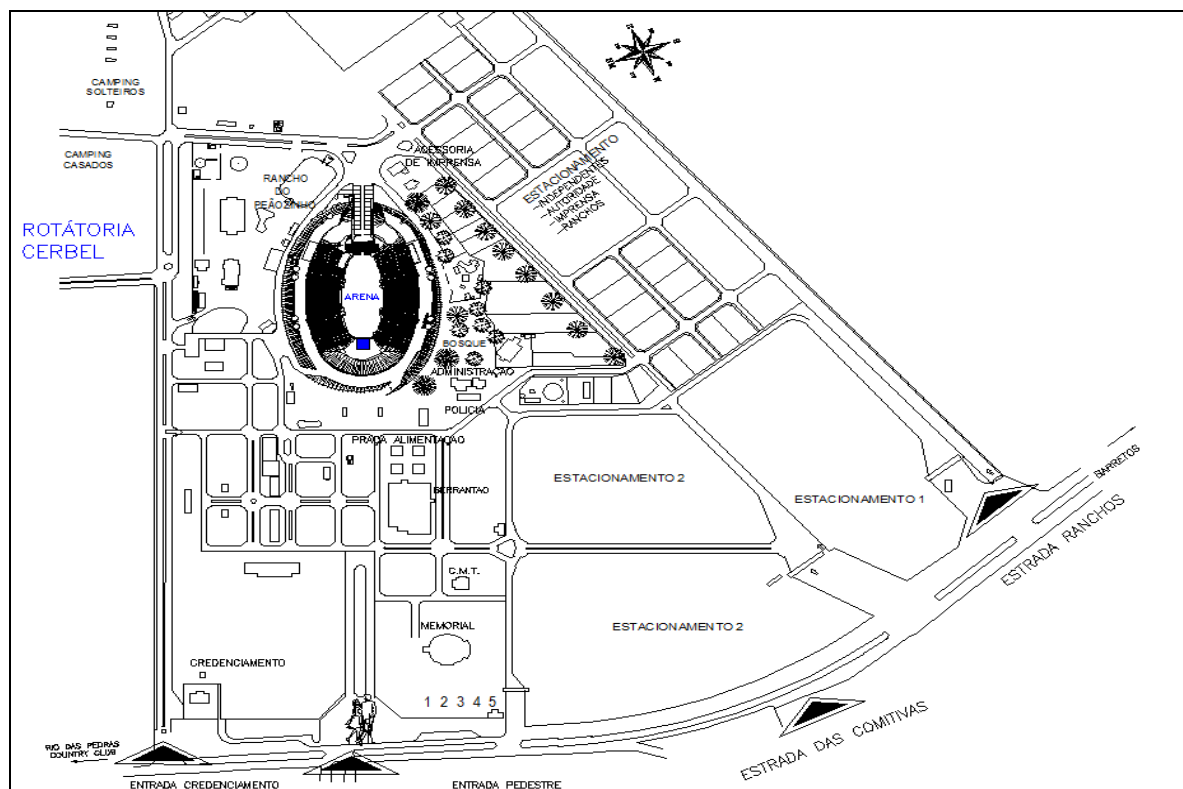 CAMPING
SOLTEIROS
CAMPING
CASADOS
ROTÁTORIA
CERBEL
RANCHO
DO
PEÃOZINHO
ACESSORIA
DE IMPRENSA
ESTACIONAMENTO
—INDEPENDENTES
—AUTORIDADE
—IMPRENSA
—RANCHOS
ARENA
BOSQUE
ADMINISTRAÇÃO
POLICIA
PRAÇA ALIMENTAÇAO
BERRANTAO
ESTACIONAMENTO 2
ESTACIONAMENTO 1
BARRETOS
ESTRADA RANCHOS
C.M.T.
MEMORIAL
ESTACIONAMENTO 2
CREDENCIAMENTO
1 2 3 4 5
ESTRADA DAS COMITIVAS
RIO DAS PEDRAS
COUNTRY CLUB
ENTRADA CREDENCIAMENTO
ENTRADA PEDESTRE